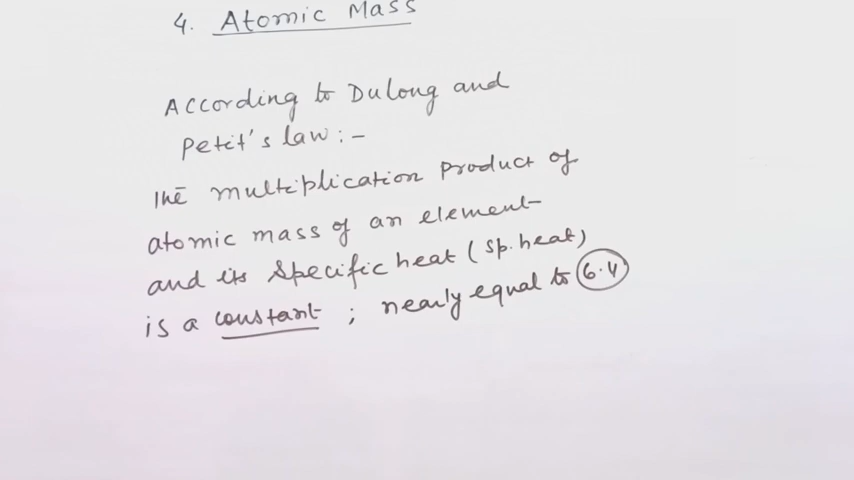 4. Atomic Mass
According to Dulong and
Petit's law :-
The multiplication product of
atomic mass of an element
and its specific heat (sp. heat)
is a constant ; nearly equal to 6.4